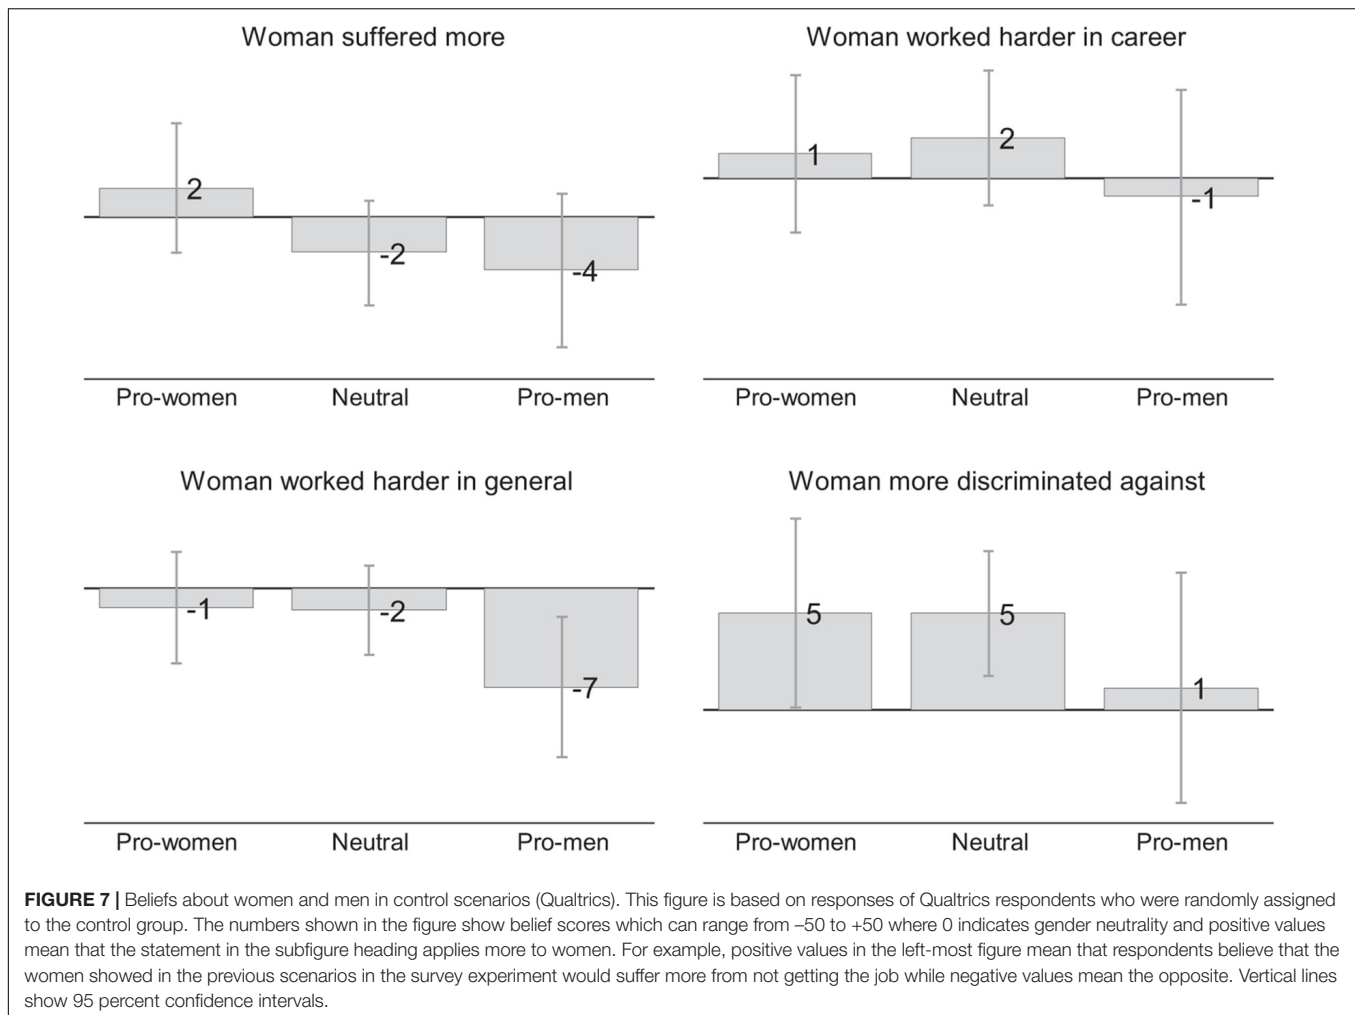 Woman suffered more
2
-2
-4
Pro-women Neutral Pro-men
Woman worked harder in career
1
2
-1
Pro-women Neutral Pro-men
Woman worked harder in general
-1
-2
-7
Pro-women Neutral Pro-men
Woman more discriminated against
5
5
1
Pro-women Neutral Pro-men
FIGURE 7 | Beliefs about women and men in control scenarios (Qualtrics). This figure is based on responses of Qualtrics respondents who were randomly assigned
to the control group. The numbers shown in the figure show belief scores which can range from –50 to +50 where 0 indicates gender neutrality and positive values
mean that the statement in the subfigure heading applies more to women. For example, positive values in the left-most figure mean that respondents believe that the
women showed in the previous scenarios in the survey experiment would suffer more from not getting the job while negative values mean the opposite. Vertical lines
show 95 percent confidence intervals.